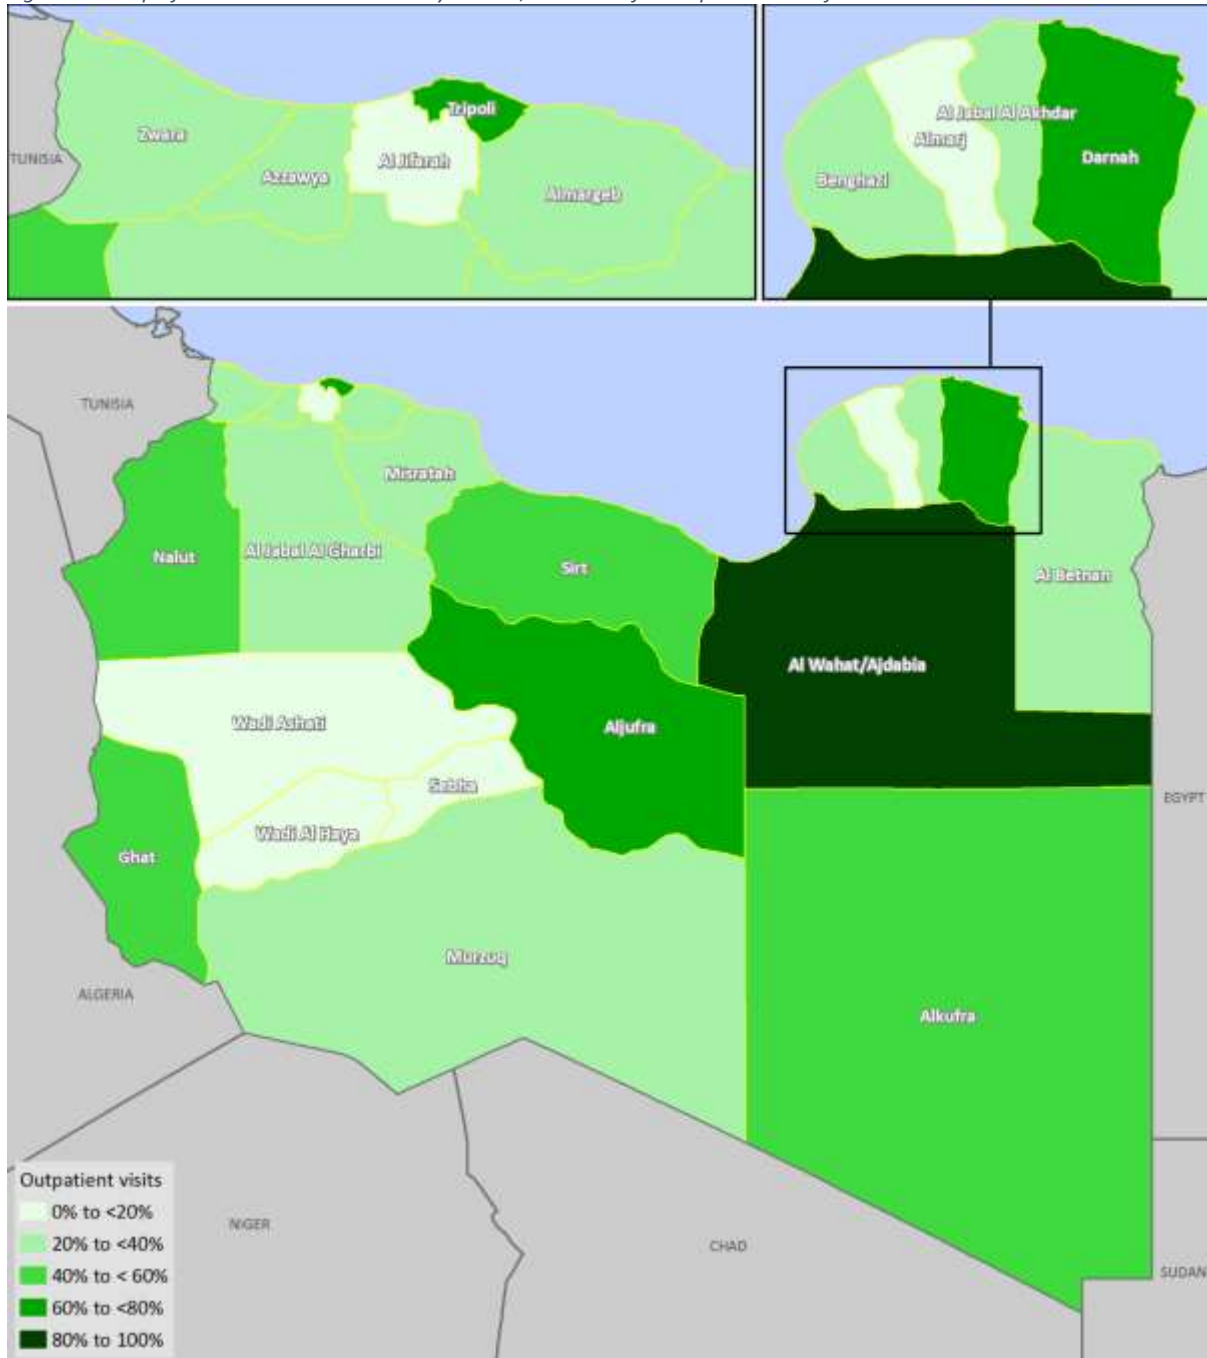 Zwara
Tripoli
TUNISIA
Azzawya
Al Jifarah
Almargeb
Al Jabal Al Akhdar
Almarj
Benghazi
Darnah
TUNISIA
Misratah
Nalut
Al Jabal Al Gharbi
Sirt
Al Betnan
Al Wahat/Ajdabia
Wadi Ashati
Aljufra
Sebha
EGYPT
Wadi Al Haya
Ghat
Murzuq
ALGERIA
Alkufra
Outpatient visits
0% to <20%
20% to <40%
40% to < 60%
60% to <80%
80% to 100%
NIGER
CHAD
SUDAN